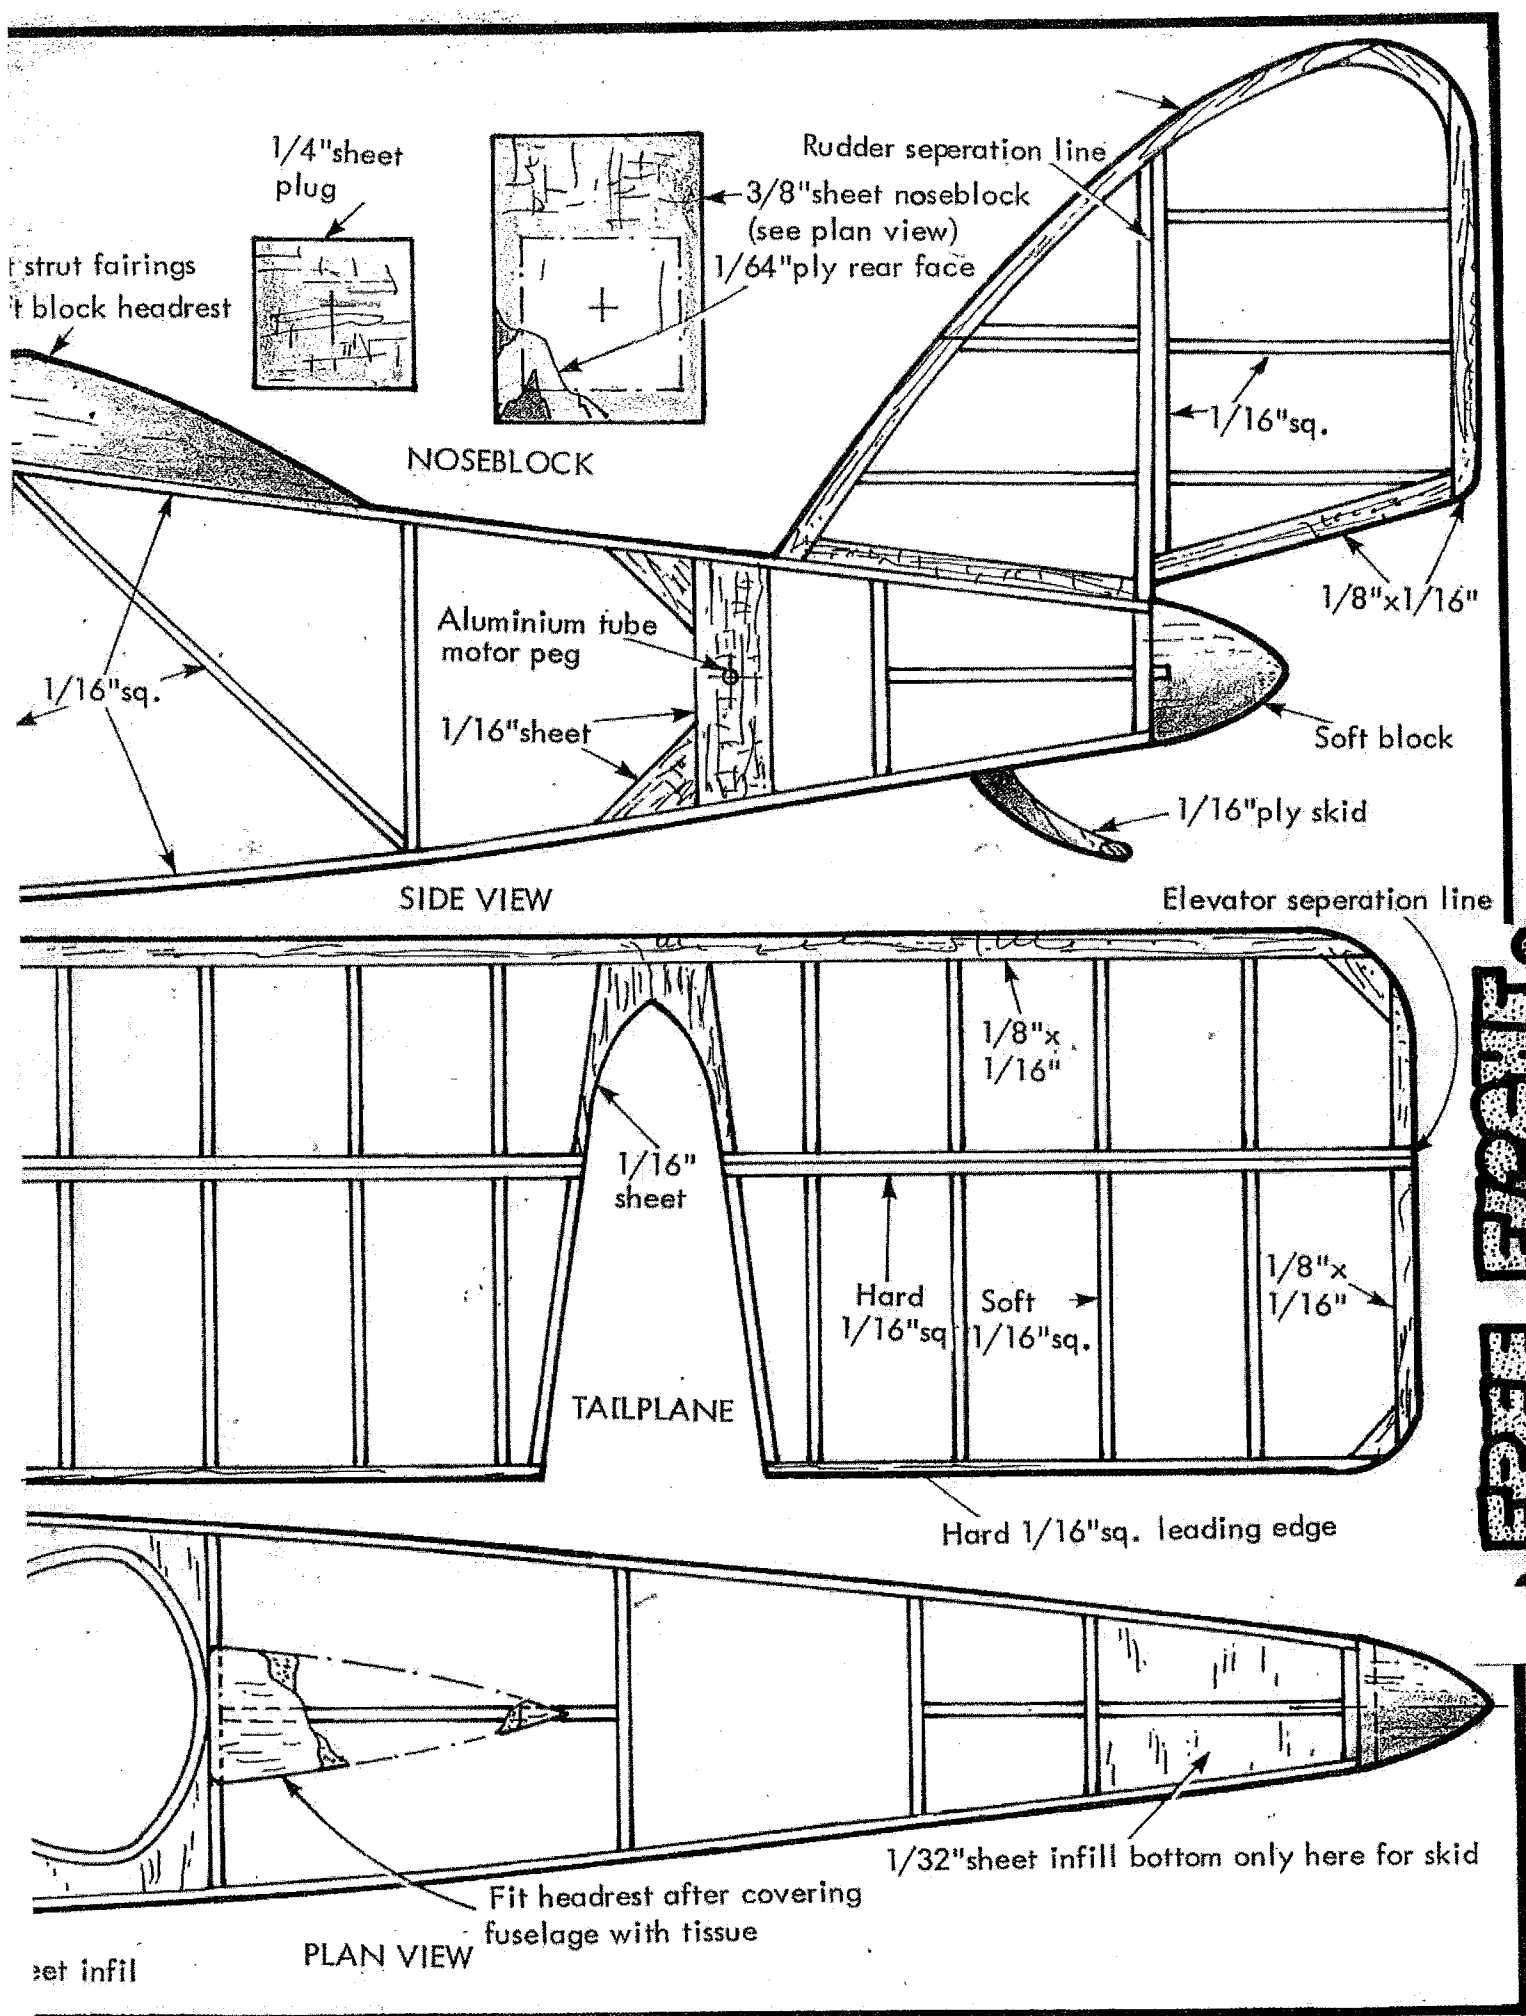 1/4"sheet
plug
Rudder seperation line
3/8"sheet noseblock
(see plan view)
1/64"ply rear face
strut fairings
block headrest
NOSEBLOCK
1/16"sq.
1/8"x1/16"
Aluminium tube
motor peg
1/16"sq.
1/16"sheet
Soft block
1/16"ply skid
SIDE VIEW
Elevator seperation line
1/8"x
1/16"
1/16"
sheet
Hard
1/16"sq
Soft
1/16"sq.
1/8"x
1/16"
TAILPLANE
Hard 1/16"sq. leading edge
1/32"sheet infill bottom only here for skid
Fit headrest after covering
fuselage with tissue
PLAN VIEW
infil